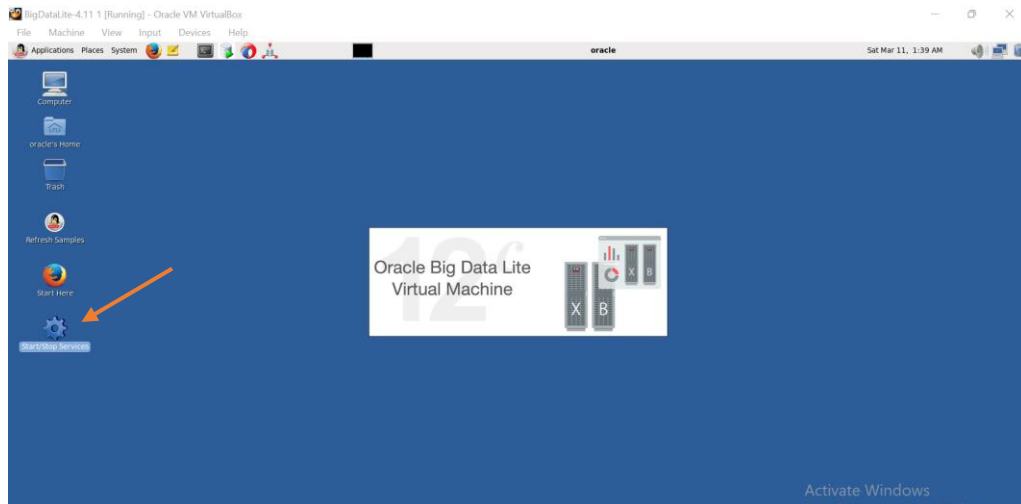 BigDataLite-4.11 1 [Running] - Oracle VM VirtualBox
File Machine View Input Devices Help
Applications Places System oracle Sat Mar 11, 1:39 AM
Computer
oracle's Home
Trash
Refresh Samples
Start Here
Start/Stop Services
12c
Oracle Big Data Lite
Virtual Machine
X B
X B
Activate Windows